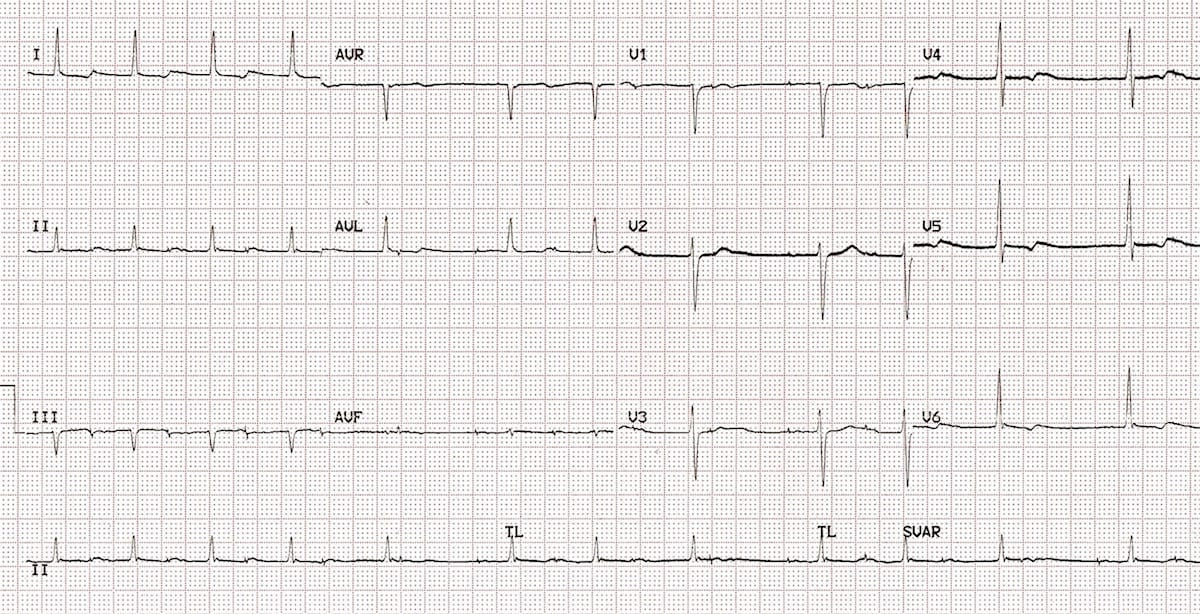 I AVR V1 V4
II AVL V2 V5
III AVF V3 V6
TL TL SVAR
II